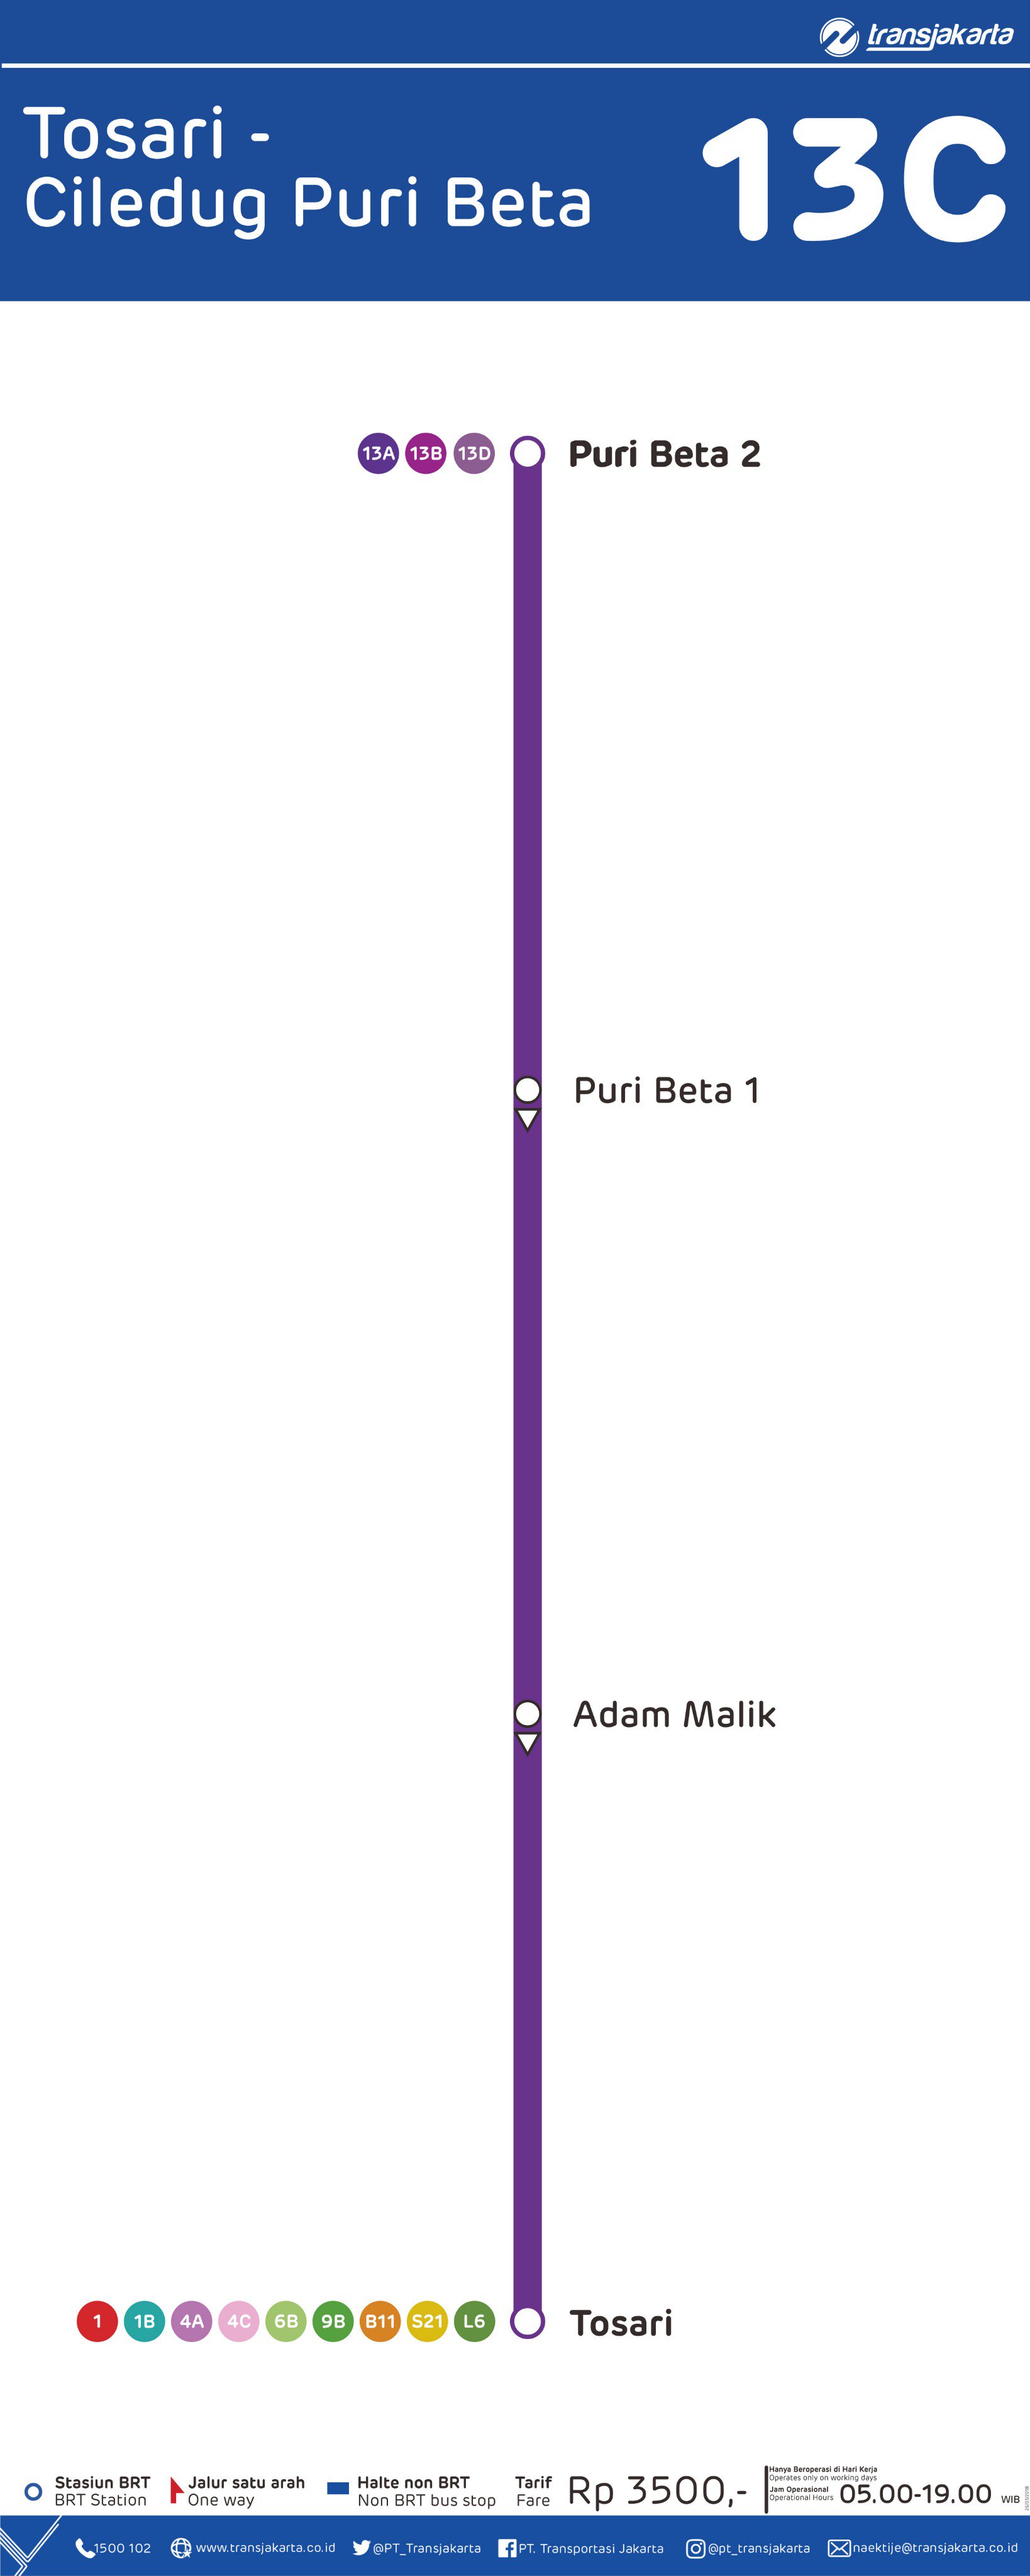 transjakarta
Tosari -
Ciledug Puri Beta
13C
13A 13B 13D Puri Beta 2
Puri Beta 1
Adam Malik
1 1B 4A 4C 6B 9B B11 S21 L6 Tosari
Stasiun BRT
BRT Station
Jalur satu arah
One way
Halte non BRT
Non BRT bus stop
Tarif
Fare
Rp 3500,-
Hanya Beroperasi di Hari Kerja
Operates only on working days
Jam Operasional
Operational Hours
05.00-19.00 WIB
1500 102
www.transjakarta.co.id
@PT_Transjakarta
PT. Transportasi Jakarta
@pt_transjakarta
naektije@transjakarta.co.id